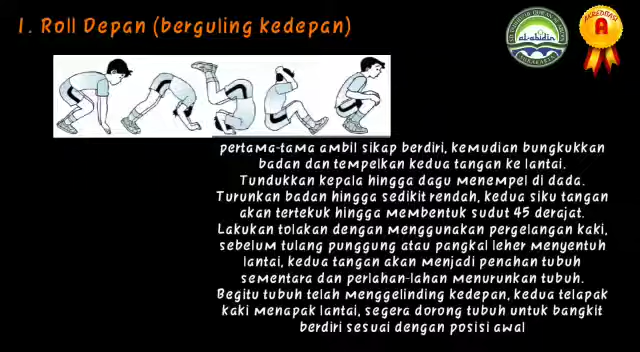 1. Roll Depan (berguling kedepan)
AKREDITASI
A
al-abidin
SURAKARTA
pertama-tama ambil sikap berdiri, kemudian bungkukkan
badan dan tempelkan kedua tangan ke lantai.
Tundukkan kepala hingga dagu menempel di dada.
Turunkan badan hingga sedikit rendah, kedua siku tangan
akan tertekuk hingga membentuk sudut 45 derajat.
Lakukan tolakan dengan menggunakan pergelangan kaki,
sebelum tulang punggung atau pangkal leher menyentuh
lantai, kedua tangan akan menjadi penahan tubuh
sementara dan perlahan-lahan menurunkan tubuh.
Begitu tubuh telah menggelinding kedepan, kedua telapak
kaki menapak lantai, segera dorong tubuh untuk bangkit
berdiri sesuai dengan posisi awal